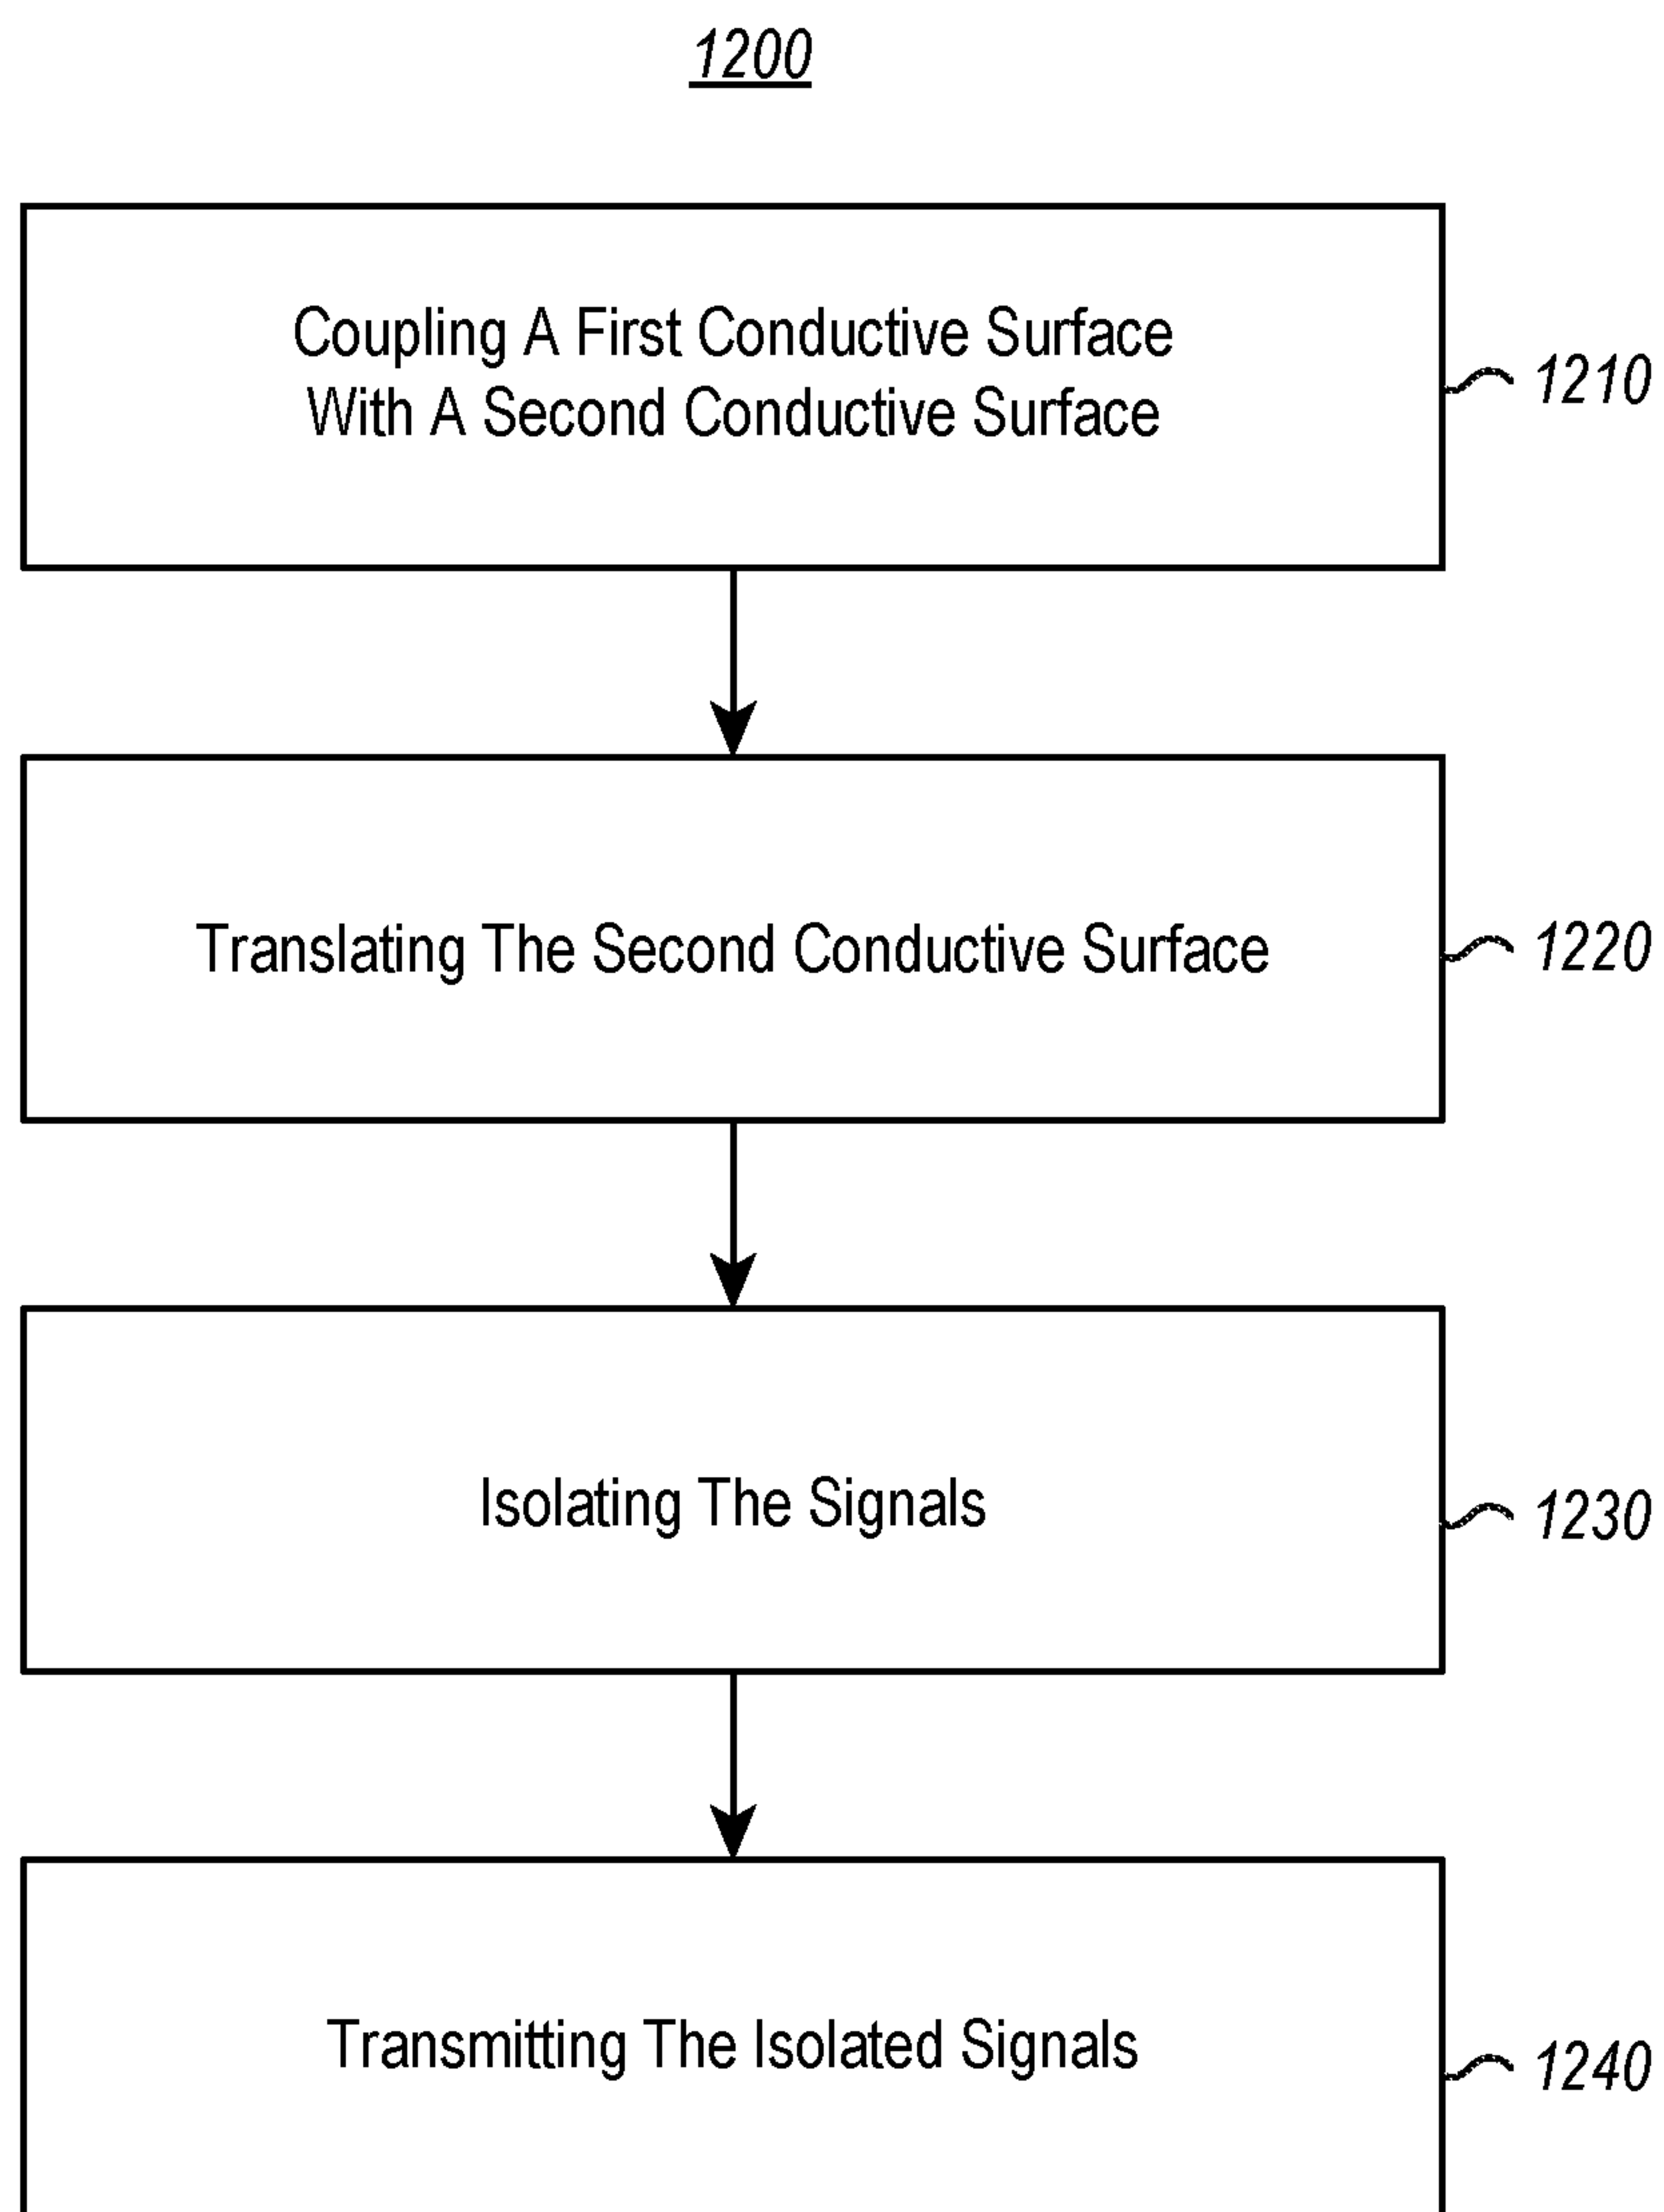 1200
Coupling A First Conductive Surface
With A Second Conductive Surface
1210
Translating The Second Conductive Surface
1220
Isolating The Signals
1230
Transmitting The Isolated Signals
1240